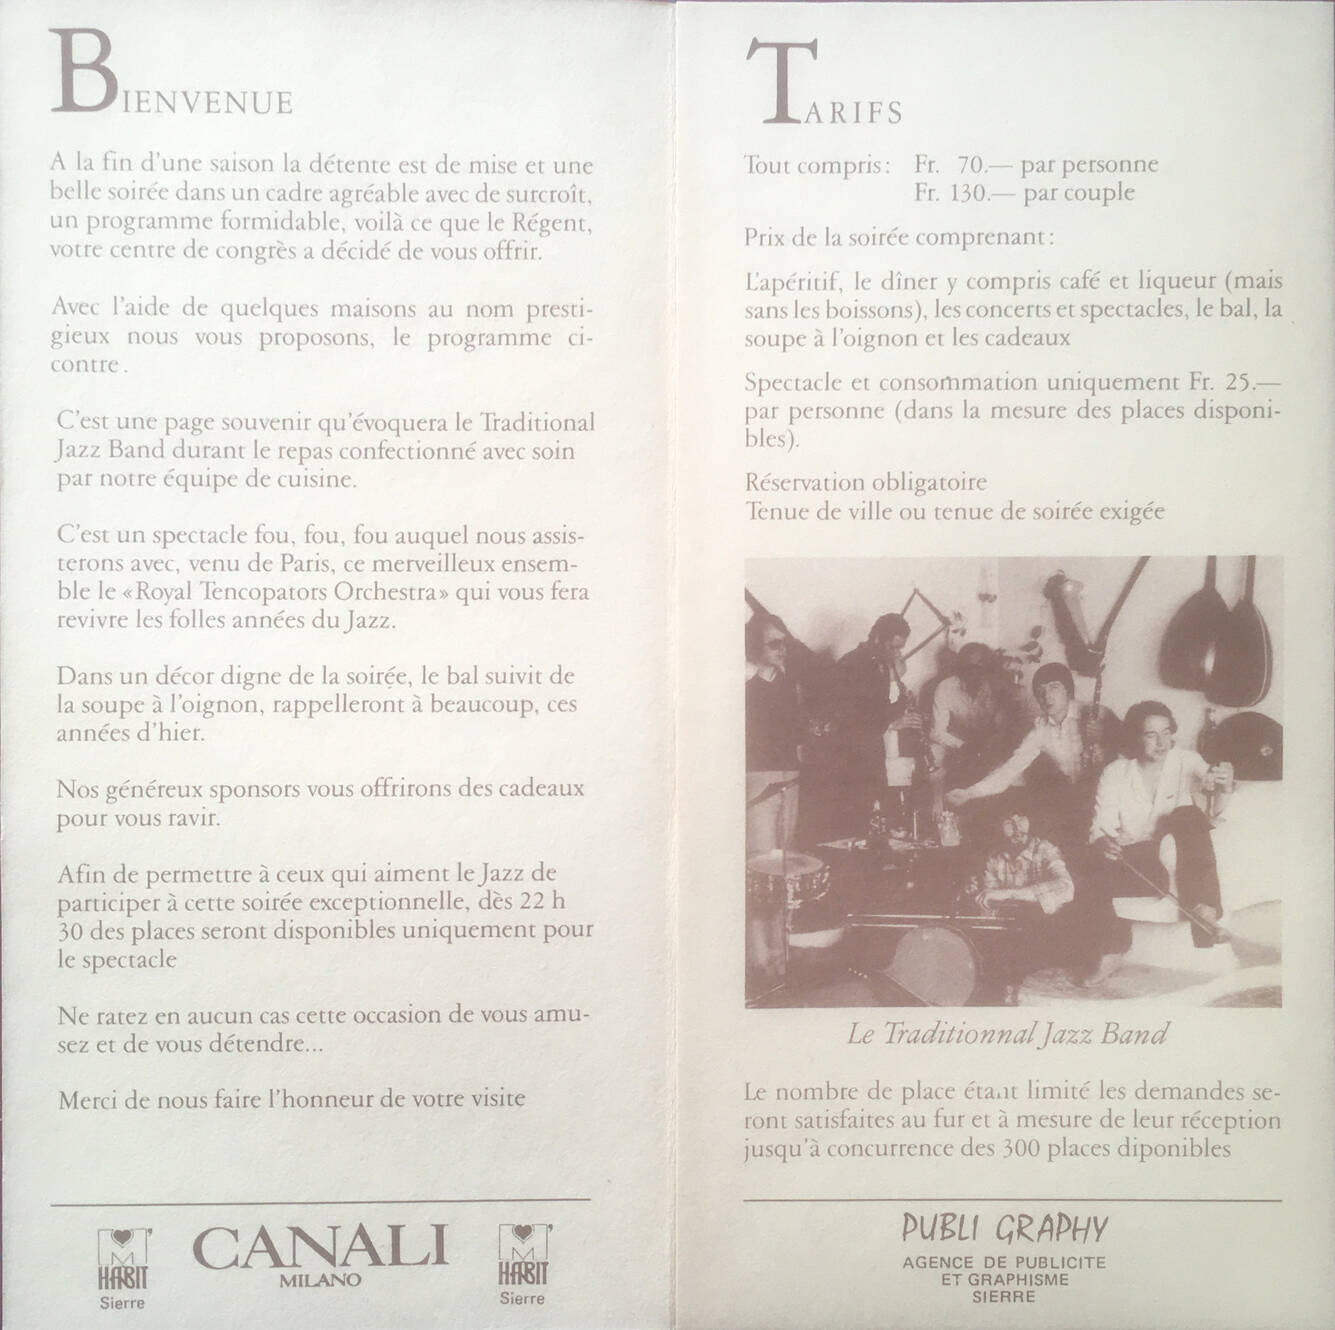 BIENVENUE
A la fin d'une saison la détente est de mise et une
belle soirée dans un cadre agréable avec de surcroît,
un programme formidable, voilà ce que le Régent,
votre centre de congrès a décidé de vous offrir.
Avec l'aide de quelques maisons au nom presti-
gieux nous vous proposons, le programme ci-
contre.
C'est une page souvenir qu'évoquera le Traditional
Jazz Band durant le repas confectionné avec soin
par notre équipe de cuisine.
C'est un spectacle fou, fou, fou auquel nous assis-
terons avec, venu de Paris, ce merveilleux ensem-
ble le «Royal Tencopators Orchestra» qui vous fera
revivre les folles années du Jazz.
Dans un décor digne de la soirée, le bal suivit de
la soupe à l'oignon, rappelleront à beaucoup, ces
années d'hier.
Nos généreux sponsors vous offrirons des cadeaux
pour vous ravir.
Afin de permettre à ceux qui aiment le Jazz de
participer à cette soirée exceptionnelle, dès 22 h
30 des places seront disponibles uniquement pour
le spectacle
Ne ratez en aucun cas cette occasion de vous amu-
sez et de vous détendre...
Merci de nous faire l'honneur de votre visite
M
HABIT
Sierre
CANALI
MILANO
M
HABIT
Sierre
TARIFS
Tout compris: Fr. 70.— par personne
Fr. 130.— par couple
Prix de la soirée comprenant:
L'apéritif, le dîner y compris café et liqueur (mais
sans les boissons), les concerts et spectacles, le bal, la
soupe à l'oignon et les cadeaux
Spectacle et consommation uniquement Fr. 25.—
par personne (dans la mesure des places disponi-
bles).
Réservation obligatoire
Tenue de ville ou tenue de soirée exigée
Le Traditionnal Jazz Band
Le nombre de place étant limité les demandes se-
ront satisfaites au fur et à mesure de leur réception
jusqu'à concurrence des 300 places diponibles
PUBLI GRAPHY
AGENCE DE PUBLICITE
ET GRAPHISME
SIERRE